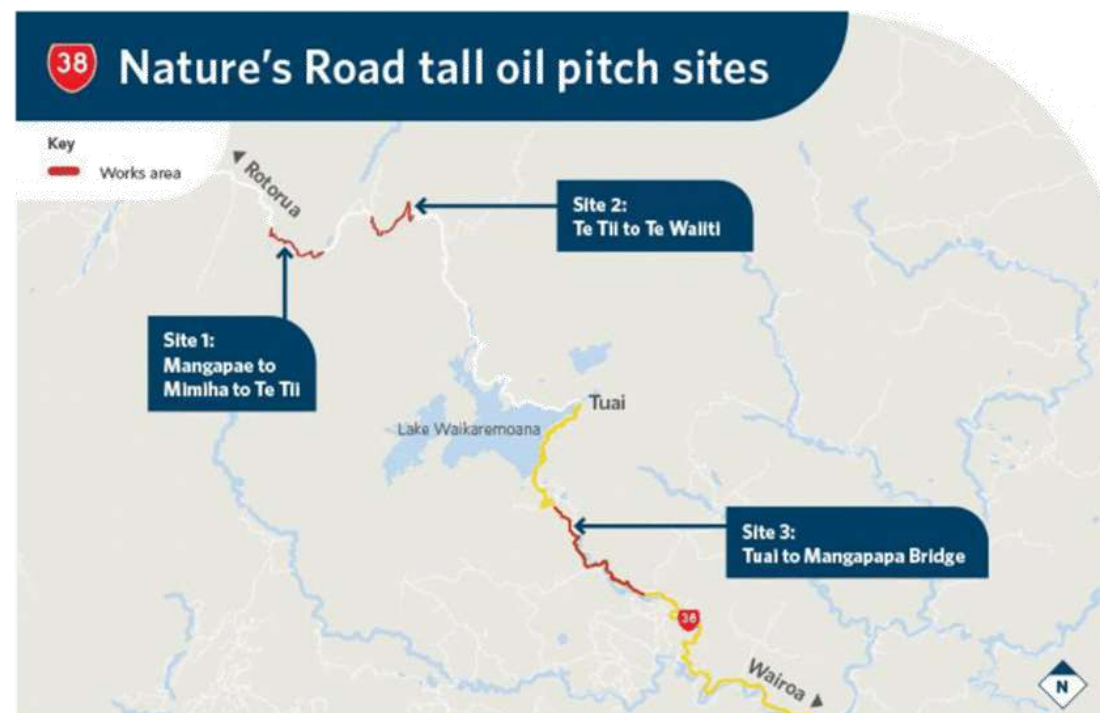 38 Nature's Road tall oil pitch sites
Key
Works area
Rotorua
Site 2:
Te Tii to Te Waiiti
Site 1:
Mangapae to
Mimiha to Te Tii
Tuai
Lake Waikaremoana
Site 3:
Tuai to Mangapapa Bridge
38
Wairoa
N